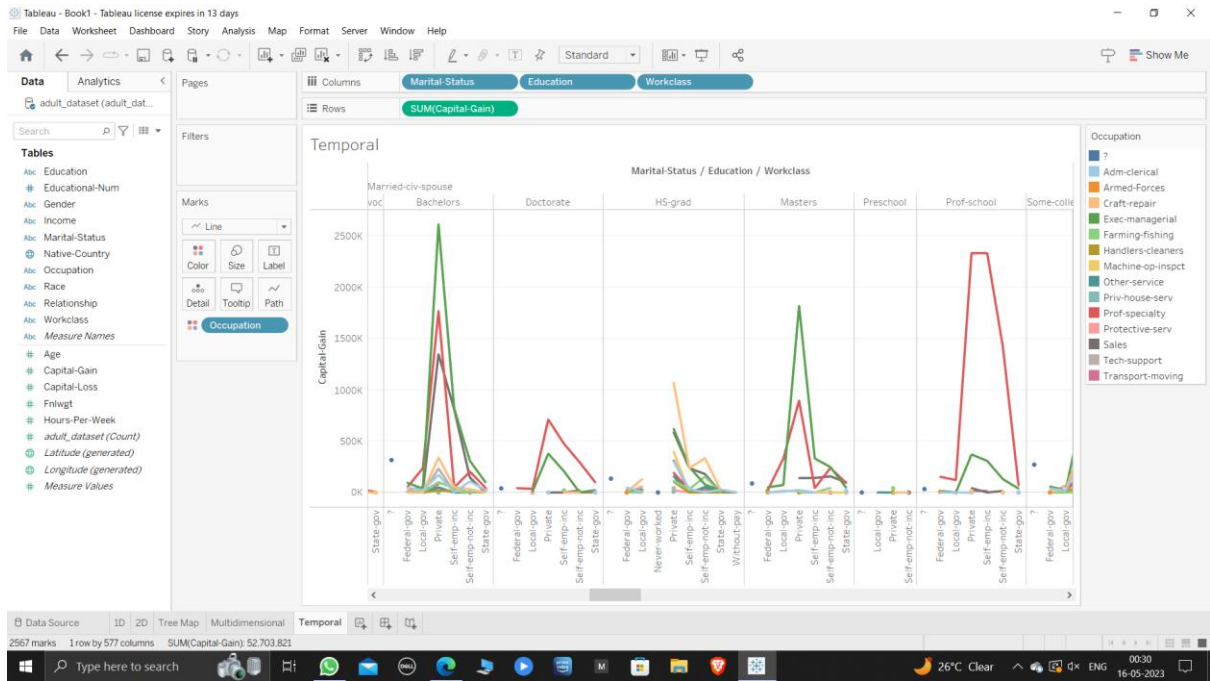 Tableau - Book1 - Tableau license expires in 13 days
File Data Worksheet Dashboard Story Analysis Map Format Server Window Help
Standard
Show Me
Data Analytics
adult_dataset (adult_dat...
Search
Tables
Abc Education
# Educational-Num
Abc Gender
Abc Income
Abc Marital-Status
Native-Country
Abc Occupation
Abc Race
Abc Relationship
Abc Workclass
Abc Measure Names
# Age
# Capital-Gain
# Capital-Loss
# Fnlwgt
# Hours-Per-Week
# adult_dataset (Count)
Latitude (generated)
Longitude (generated)
# Measure Values
Pages
Filters
Marks
Line
Color Size Label
Detail Tooltip Path
Occupation
Columns Marital-Status Education Workclass
Rows SUM(Capital-Gain)
Temporal
Marital-Status / Education / Workclass
Married-civ-spouse
voc Bachelors Doctorate HS-grad Masters Preschool Prof-school Some-colle
Capital-Gain
2500K
2000K
1500K
1000K
500K
0K
State-gov
?
Federal-gov
Local-gov
Private
Self-emp-inc
Self-emp-not-inc
State-gov
?
Federal-gov
Local-gov
Private
Self-emp-inc
Self-emp-not-inc
State-gov
?
Federal-gov
Local-gov
Never-worked
Private
Self-emp-inc
Self-emp-not-inc
State-gov
Without-pay
?
Federal-gov
Local-gov
Private
Self-emp-inc
Self-emp-not-inc
State-gov
?
Local-gov
Private
Self-emp-not-inc
?
Federal-gov
Local-gov
Private
Self-emp-inc
Self-emp-not-inc
State-gov
?
Federal-gov
Local-gov
Occupation
?
Adm-clerical
Armed-Forces
Craft-repair
Exec-managerial
Farming-fishing
Handlers-cleaners
Machine-op-inspct
Other-service
Priv-house-serv
Prof-specialty
Protective-serv
Sales
Tech-support
Transport-moving
Data Source 1D 2D Tree Map Multidimensional Temporal
2567 marks 1 row by 577 columns SUM(Capital-Gain): 52,703,821
Type here to search
DELL
M
26°C Clear
ENG
00:30
16-05-2023